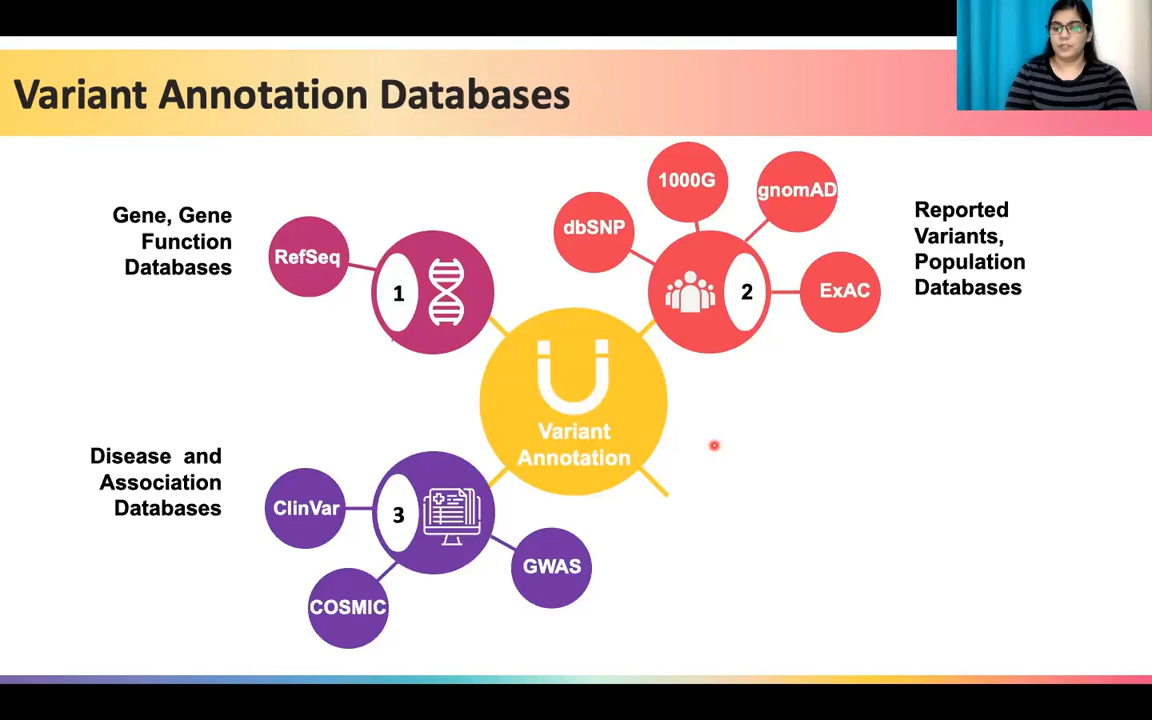 Variant Annotation Databases
Gene, Gene
Function
Databases
RefSeq
1
dbSNP
1000G
gnomAD
ExAC
2
Reported
Variants,
Population
Databases
Variant
Annotation
Disease and
Association
Databases
ClinVar
3
COSMIC
GWAS